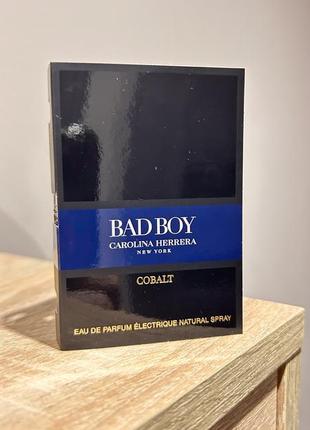 BAD BOY
CAROLINA HERRERA
NEW YORK
COBALT
EAU DE PARFUM ÉLECTRIQUE NATURAL SPRAY